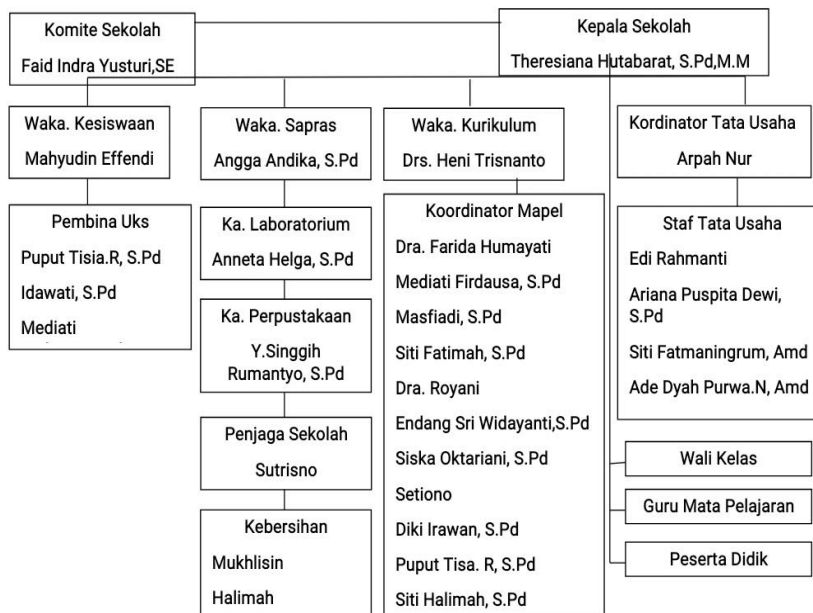 Komite Sekolah
Faid Indra Yusturi,SE
Kepala Sekolah
Theresiana Hutabarat, S.Pd,M.M
Waka. Kesiswaan
Mahyudin Effendi
Waka. Sapras
Angga Andika, S.Pd
Waka. Kurikulum
Drs. Heni Trisnanto
Kordinator Tata Usaha
Arpah Nur
Pembina Uks
Puput Tisia.R, S.Pd
Idawati, S.Pd
Mediati
Ka. Laboratorium
Anneta Helga, S.Pd
Ka. Perpustakaan
Y.Singgih
Rumantyo, S.Pd
Penjaga Sekolah
Sutrisno
Kebersihan
Mukhlisin
Halimah
Koordinator Mapel
Dra. Farida Humayati
Mediati Firdausa, S.Pd
Masfiadi, S.Pd
Siti Fatimah, S.Pd
Dra. Royani
Endang Sri Widayanti,S.Pd
Siska Oktariani, S.Pd
Setiono
Diki Irawan, S.Pd
Puput Tisa. R, S.Pd
Siti Halimah, S.Pd
Staf Tata Usaha
Edi Rahmanti
Ariana Puspita Dewi,
S.Pd
Siti Fatmaningrum, Amd
Ade Dyah Purwa.N, Amd
Wali Kelas
Guru Mata Pelajaran
Peserta Didik